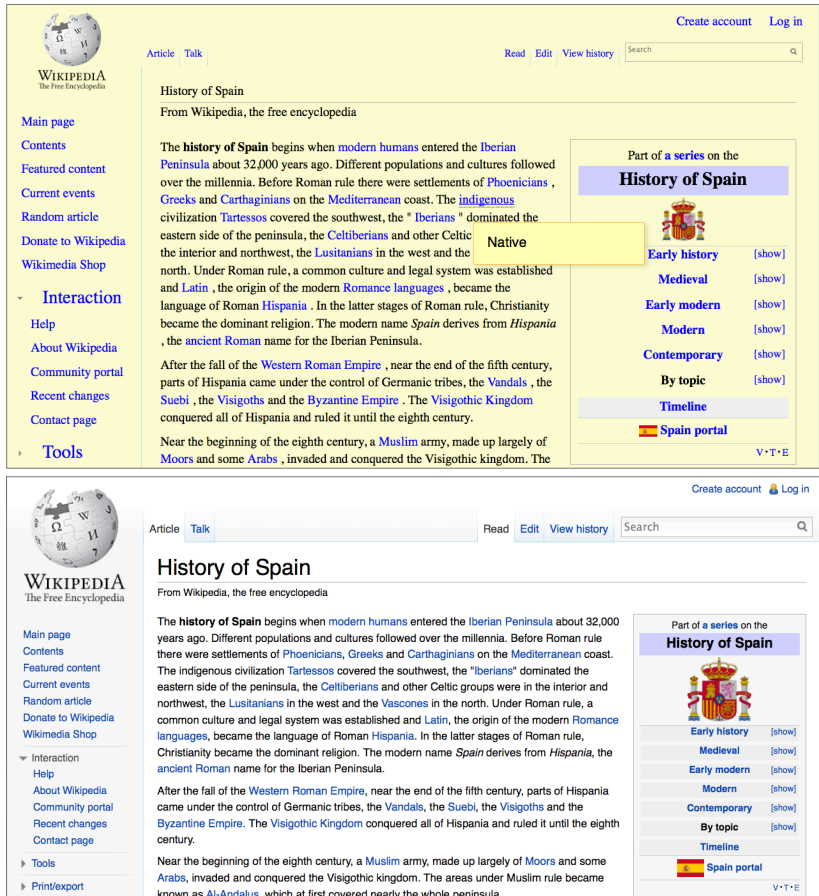 Create account Log in
Article Talk Read Edit View history Search
WIKIPEDIA
The Free Encyclopedia
Main page
Contents
Featured content
Current events
Random article
Donate to Wikipedia
Wikimedia Shop
Interaction
Help
About Wikipedia
Community portal
Recent changes
Contact page
Tools
History of Spain
From Wikipedia, the free encyclopedia
The history of Spain begins when modern humans entered the Iberian
Peninsula about 32,000 years ago. Different populations and cultures followed
over the millennia. Before Roman rule there were settlements of Phoenicians ,
Greeks and Carthaginians on the Mediterranean coast. The indigenous
civilization Tartessos covered the southwest, the " Iberians " dominated the
eastern side of the peninsula, the Celtiberians and other Celtic
the interior and northwest, the Lusitanians in the west and the
north. Under Roman rule, a common culture and legal system was established
and Latin , the origin of the modern Romance languages , became the
language of Roman Hispania . In the latter stages of Roman rule, Christianity
became the dominant religion. The modern name Spain derives from Hispania
, the ancient Roman name for the Iberian Peninsula.
After the fall of the Western Roman Empire , near the end of the fifth century,
parts of Hispania came under the control of Germanic tribes, the Vandals , the
Suebi , the Visigoths and the Byzantine Empire . The Visigothic Kingdom
conquered all of Hispania and ruled it until the eighth century.
Near the beginning of the eighth century, a Muslim army, made up largely of
Moors and some Arabs , invaded and conquered the Visigothic kingdom. The
Native
Part of a series on the
History of Spain
Early history [show]
Medieval [show]
Early modern [show]
Modern [show]
Contemporary [show]
By topic [show]
Timeline
Spain portal
V·T·E
Create account Log in
Article Talk Read Edit View history Search
WIKIPEDIA
The Free Encyclopedia
Main page
Contents
Featured content
Current events
Random article
Donate to Wikipedia
Wikimedia Shop
Interaction
Help
About Wikipedia
Community portal
Recent changes
Contact page
Tools
Print/export
History of Spain
From Wikipedia, the free encyclopedia
The history of Spain begins when modern humans entered the Iberian Peninsula about 32,000
years ago. Different populations and cultures followed over the millennia. Before Roman rule
there were settlements of Phoenicians, Greeks and Carthaginians on the Mediterranean coast.
The indigenous civilization Tartessos covered the southwest, the "Iberians" dominated the
eastern side of the peninsula, the Celtiberians and other Celtic groups were in the interior and
northwest, the Lusitanians in the west and the Vascones in the north. Under Roman rule, a
common culture and legal system was established and Latin, the origin of the modern Romance
languages, became the language of Roman Hispania. In the latter stages of Roman rule,
Christianity became the dominant religion. The modern name Spain derives from Hispania, the
ancient Roman name for the Iberian Peninsula.
After the fall of the Western Roman Empire, near the end of the fifth century, parts of Hispania
came under the control of Germanic tribes, the Vandals, the Suebi, the Visigoths and the
Byzantine Empire. The Visigothic Kingdom conquered all of Hispania and ruled it until the eighth
century.
Near the beginning of the eighth century, a Muslim army, made up largely of Moors and some
Arabs, invaded and conquered the Visigothic kingdom. The areas under Muslim rule became
known as Al-Andalus, which at first covered nearly the whole peninsula
Part of a series on the
History of Spain
Early history [show]
Medieval [show]
Early modern [show]
Modern [show]
Contemporary [show]
By topic [show]
Timeline
Spain portal
V·T·E